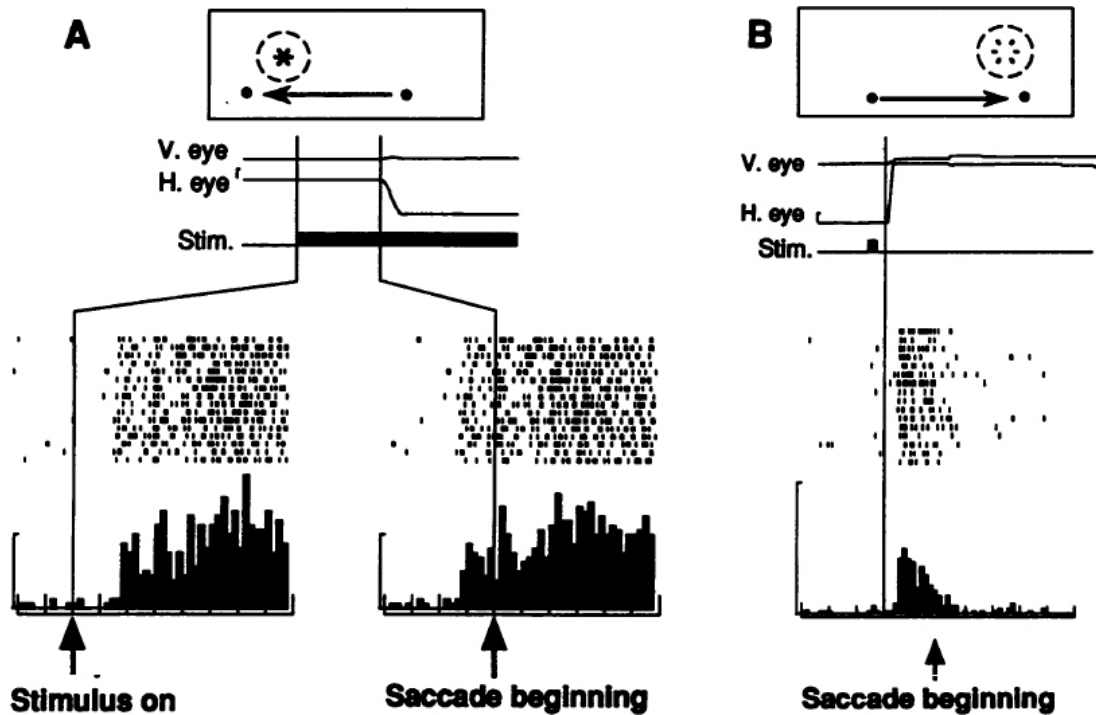 A
V. eye
H. eye r
Stim.
Stimulus on
Saccade beginning
B
V. eye
H. eye
Stim.
Saccade beginning